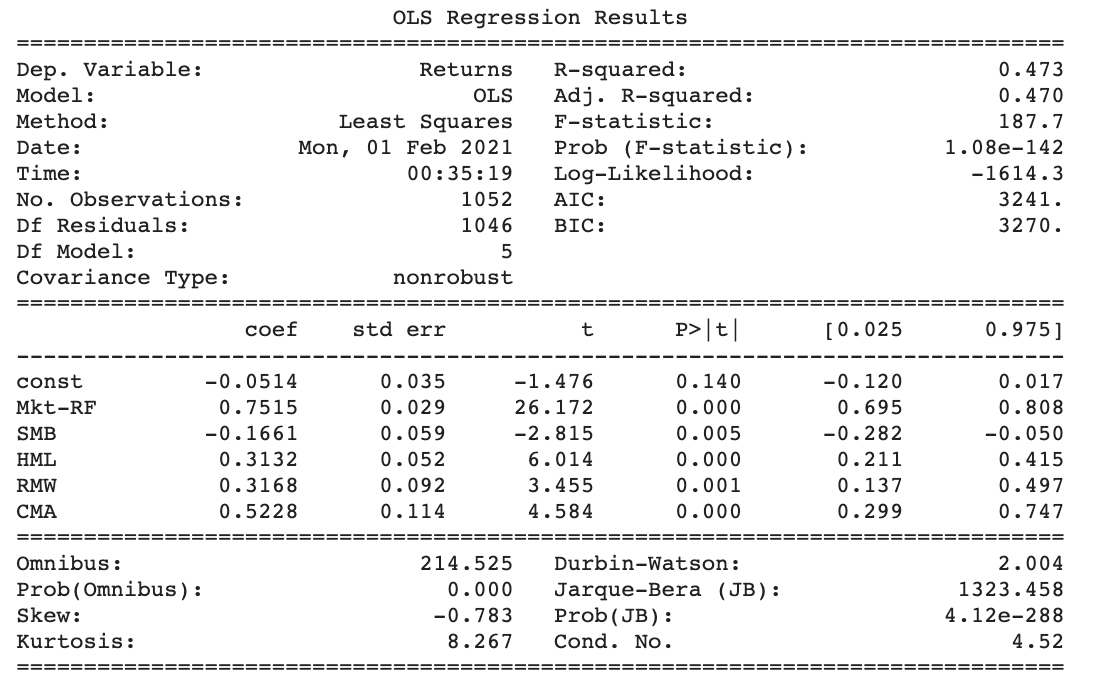 OLS Regression Results
==============================================================================
Dep. Variable: Returns R-squared: 0.473
Model: OLS Adj. R-squared: 0.470
Method: Least Squares F-statistic: 187.7
Date: Mon, 01 Feb 2021 Prob (F-statistic): 1.08e-142
Time: 00:35:19 Log-Likelihood: -1614.3
No. Observations: 1052 AIC: 3241.
Df Residuals: 1046 BIC: 3270.
Df Model: 5
Covariance Type: nonrobust
==============================================================================
coef std err t P>|t| [0.025 0.975]
------------------------------------------------------------------------------
const -0.0514 0.035 -1.476 0.140 -0.120 0.017
Mkt-RF 0.7515 0.029 26.172 0.000 0.695 0.808
SMB -0.1661 0.059 -2.815 0.005 -0.282 -0.050
HML 0.3132 0.052 6.014 0.000 0.211 0.415
RMW 0.3168 0.092 3.455 0.001 0.137 0.497
CMA 0.5228 0.114 4.584 0.000 0.299 0.747
==============================================================================
Omnibus: 214.525 Durbin-Watson: 2.004
Prob(Omnibus): 0.000 Jarque-Bera (JB): 1323.458
Skew: -0.783 Prob(JB): 4.12e-288
Kurtosis: 8.267 Cond. No. 4.52
==============================================================================